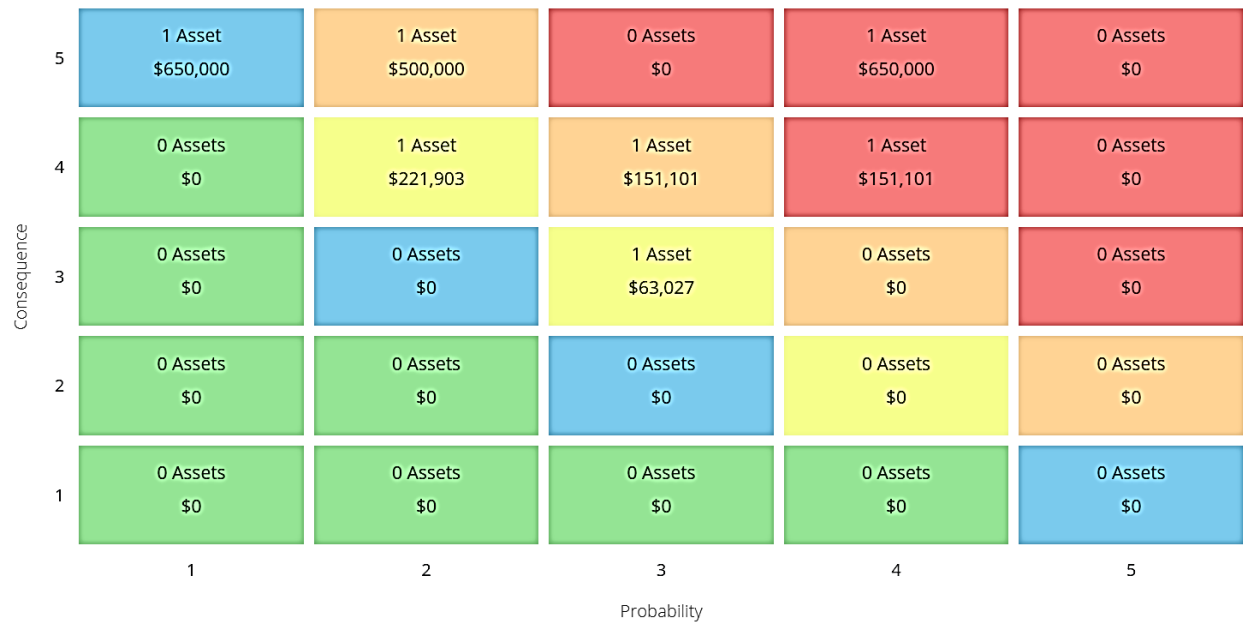 Consequence
5
1 Asset
$650,000
1 Asset
$500,000
0 Assets
$0
1 Asset
$650,000
0 Assets
$0
4
0 Assets
$0
1 Asset
$221,903
1 Asset
$151,101
1 Asset
$151,101
0 Assets
$0
3
0 Assets
$0
0 Assets
$0
1 Asset
$63,027
0 Assets
$0
0 Assets
$0
2
0 Assets
$0
0 Assets
$0
0 Assets
$0
0 Assets
$0
0 Assets
$0
1
0 Assets
$0
0 Assets
$0
0 Assets
$0
0 Assets
$0
0 Assets
$0
1 2 3 4 5
Probability